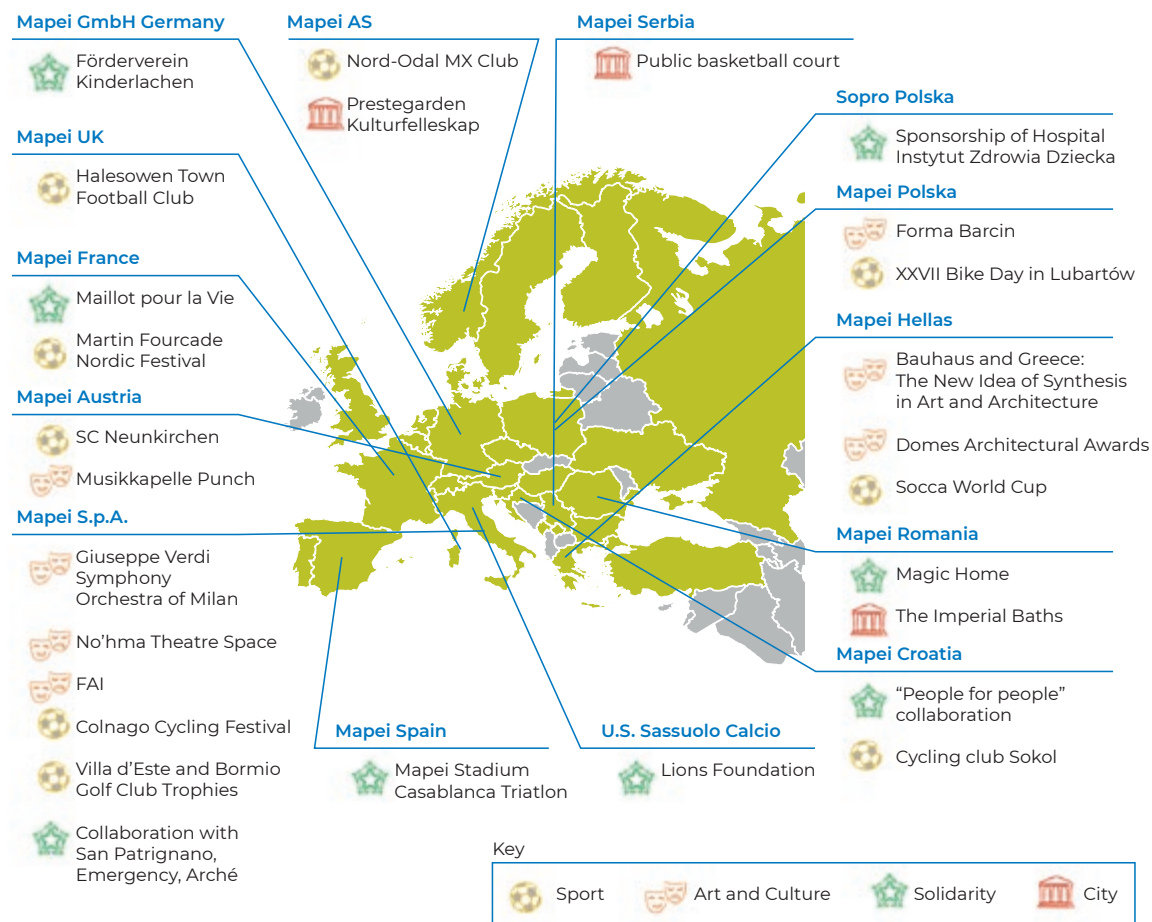 Mapei GmbH Germany
Förderverein
Kinderlachen
Mapei UK
Halesowen Town
Football Club
Mapei France
Maillot pour la Vie
Martin Fourcade
Nordic Festival
Mapei Austria
SC Neunkirchen
Musikkapelle Punch
Mapei S.p.A.
Giuseppe Verdi
Symphony
Orchestra of Milan
No’hma Theatre Space
FAI
Colnago Cycling Festival
Villa d’Este and Bormio
Golf Club Trophies
Collaboration with
San Patrignano,
Emergency, Arché
Mapei AS
Nord-Odal MX Club
Prestegarden
Kulturfelleskap
Mapei Serbia
Public basketball court
Sopro Polska
Sponsorship of Hospital
Instytut Zdrowia Dziecka
Mapei Polska
Forma Barcin
XXVII Bike Day in Lubartów
Mapei Hellas
Bauhaus and Greece:
The New Idea of Synthesis
in Art and Architecture
Domes Architectural Awards
Socca World Cup
Mapei Romania
Magic Home
The Imperial Baths
Mapei Croatia
“People for people”
collaboration
Cycling club Sokol
Mapei Spain
Mapei Stadium
Casablanca Triatlon
U.S. Sassuolo Calcio
Lions Foundation
Key
Sport
Art and Culture
Solidarity
City